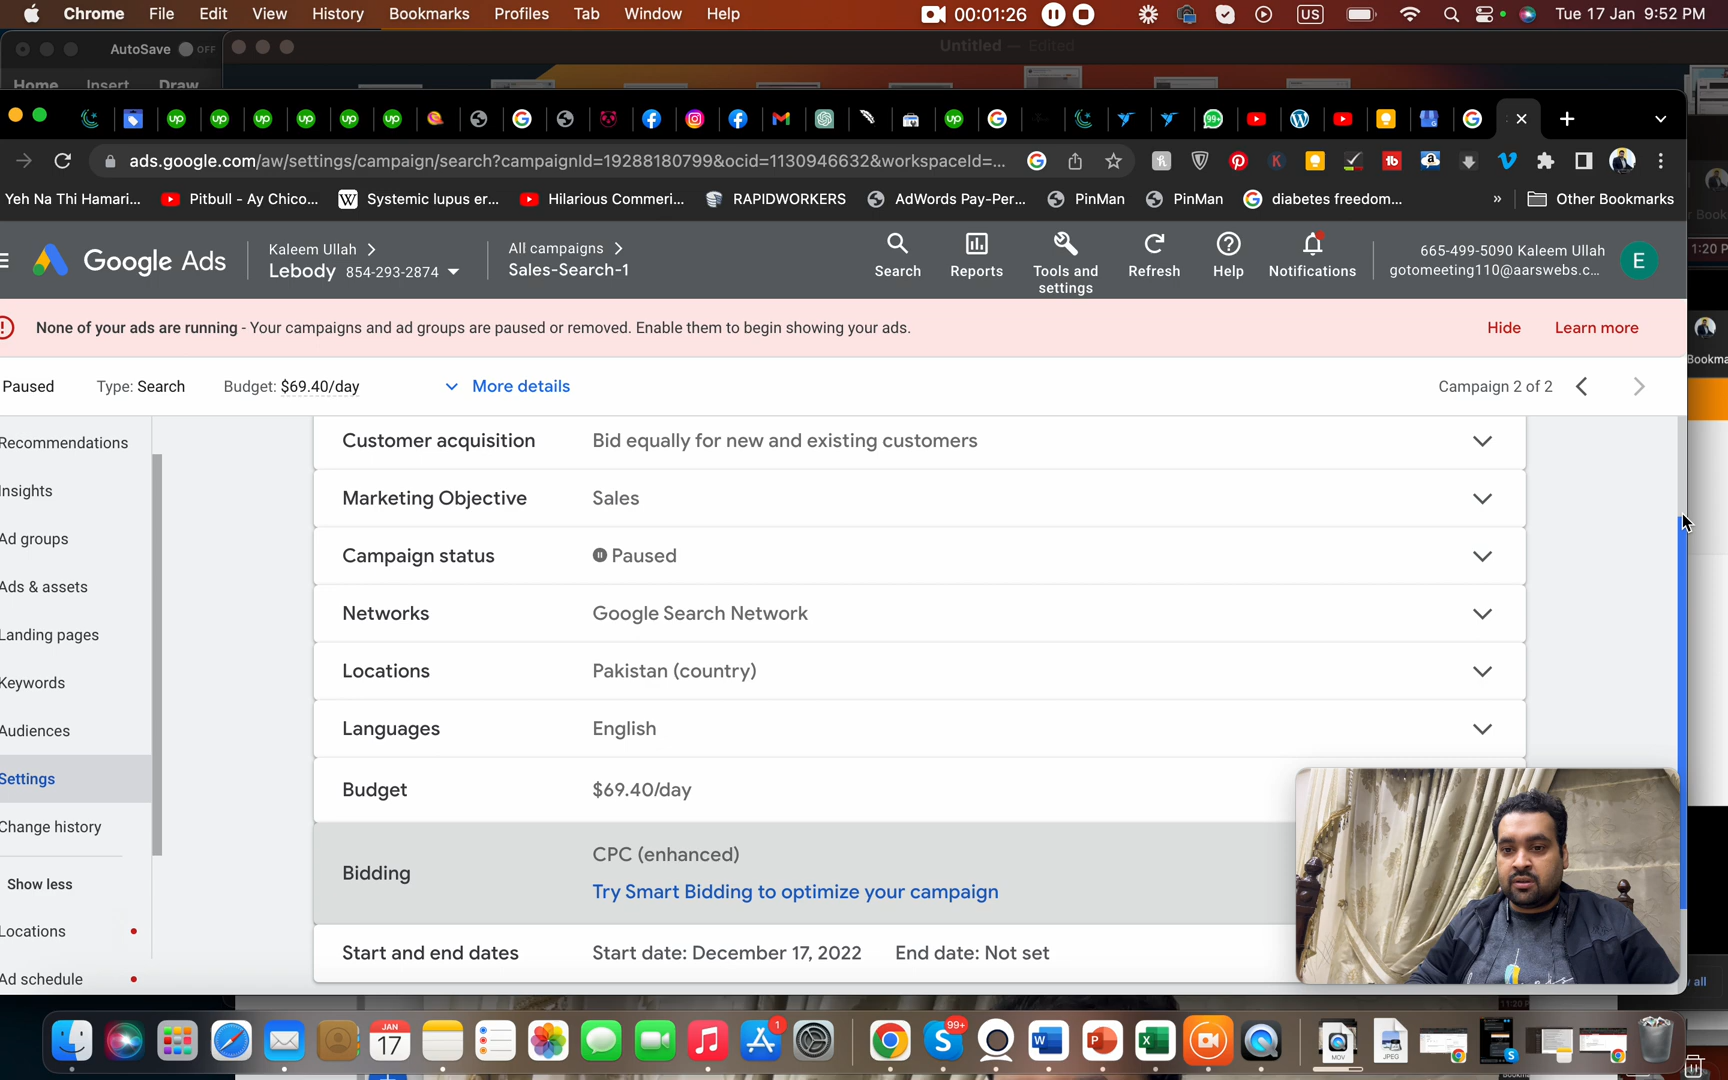 Chrome File Edit View History Bookmarks Profiles Tab Window Help 00:01:26 US Tue 17 Jan 9:52 PM
AutoSave OFF Untitled — Edited
Home Insert Draw
ads.google.com/aw/settings/campaign/search?campaignId=19288180799&ocid=1130946632&workspaceId=...
Yeh Na Thi Hamari... Pitbull - Ay Chico... Systemic lupus er... Hilarious Commeri... RAPIDWORKERS AdWords Pay-Per... PinMan PinMan diabetes freedom... » Other Bookmarks
Google Ads
Kaleem Ullah
Lebody 854-293-2874
All campaigns
Sales-Search-1
Search Reports Tools and settings Refresh Help Notifications
665-499-5090 Kaleem Ullah
gotomeeting110@aarswebs.c...
E
1:20 P
None of your ads are running - Your campaigns and ad groups are paused or removed. Enable them to begin showing your ads. Hide Learn more
Paused Type: Search Budget: $69.40/day More details Campaign 2 of 2
Recommendations
Insights
Ad groups
Ads & assets
Landing pages
Keywords
Audiences
Settings
Change history
Show less
Locations
Ad schedule
Customer acquisition Bid equally for new and existing customers
Marketing Objective Sales
Campaign status Paused
Networks Google Search Network
Locations Pakistan (country)
Languages English
Budget $69.40/day
Bidding CPC (enhanced)
Try Smart Bidding to optimize your campaign
Start and end dates Start date: December 17, 2022 End date: Not set
JAN
17
1
99+
MOV
JPEG